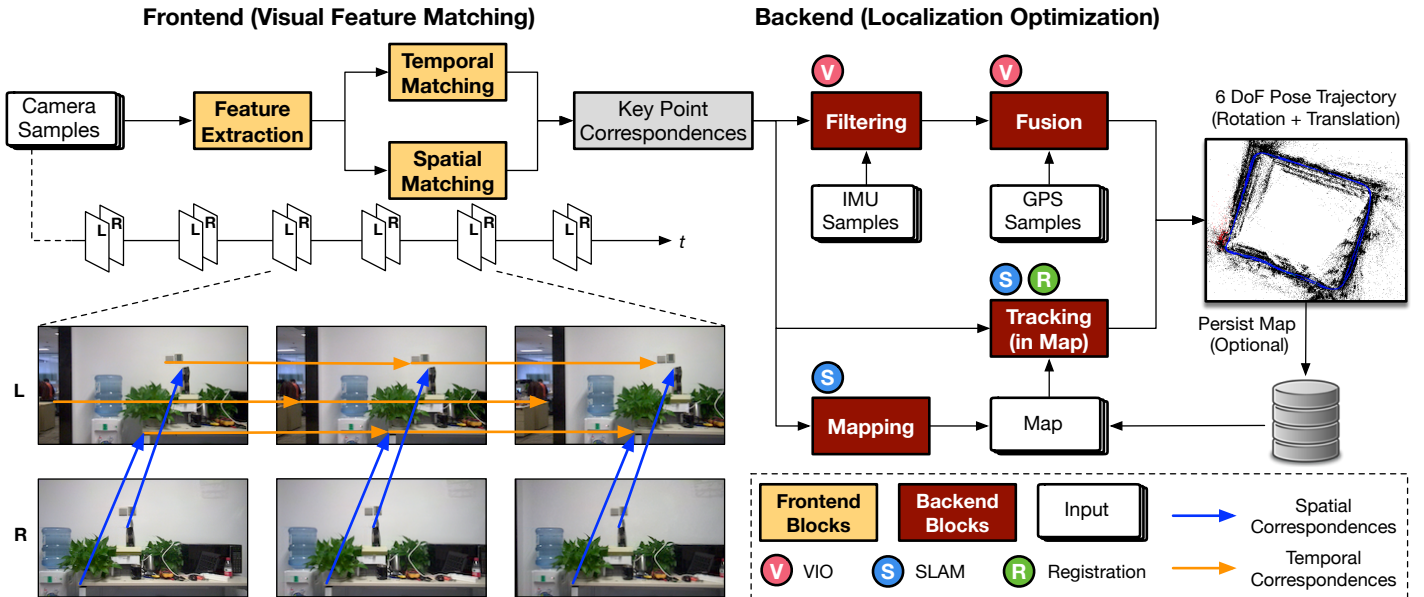 Frontend (Visual Feature Matching)
Backend (Localization Optimization)
Camera
Samples
Feature
Extraction
Temporal
Matching
Spatial
Matching
Key Point
Correspondences
V
Filtering
IMU
Samples
V
Fusion
GPS
Samples
6 DoF Pose Trajectory
(Rotation + Translation)
L R
L R
L R
L R
L R
L R
t
S R
Tracking
(in Map)
Persist Map
(Optional)
S
Mapping
Map
L
R
Frontend
Blocks
Backend
Blocks
Input
Spatial
Correspondences
V VIO
S SLAM
R Registration
Temporal
Correspondences